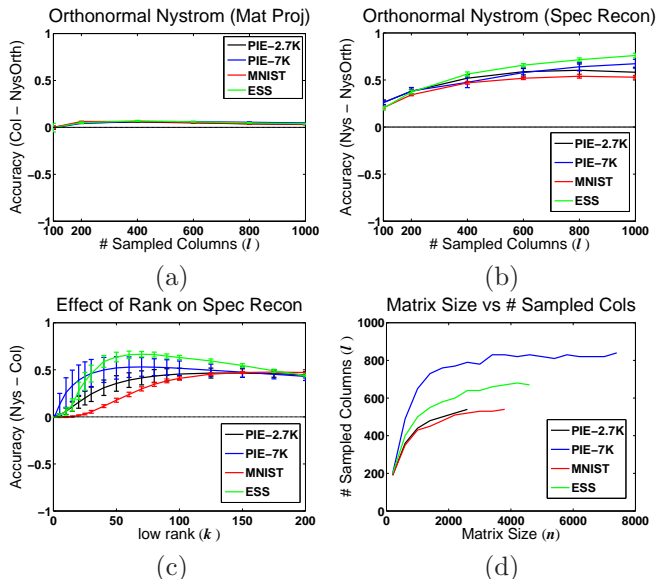 Orthonormal Nystrom (Mat Proj)
Accuracy (Col − NysOrth)
1
0.5
0
−0.5
−1
PIE−2.7K
PIE−7K
MNIST
ESS
100 200 400 600 800 1000
# Sampled Columns (l)
(a)
Orthonormal Nystrom (Spec Recon)
Accuracy (Nys − NysOrth)
1
0.5
0
−0.5
−1
PIE−2.7K
PIE−7K
MNIST
ESS
100 200 400 600 800 1000
# Sampled Columns (l)
(b)
Effect of Rank on Spec Recon
Accuracy (Nys − Col)
1
0.5
0
−0.5
−1
PIE−2.7K
PIE−7K
MNIST
ESS
0 50 100 150 200
low rank (k)
(c)
Matrix Size vs # Sampled Cols
# Sampled Columns (l)
1000
800
600
400
200
0
PIE−2.7K
PIE−7K
MNIST
ESS
0 2000 4000 6000 8000
Matrix Size (n)
(d)